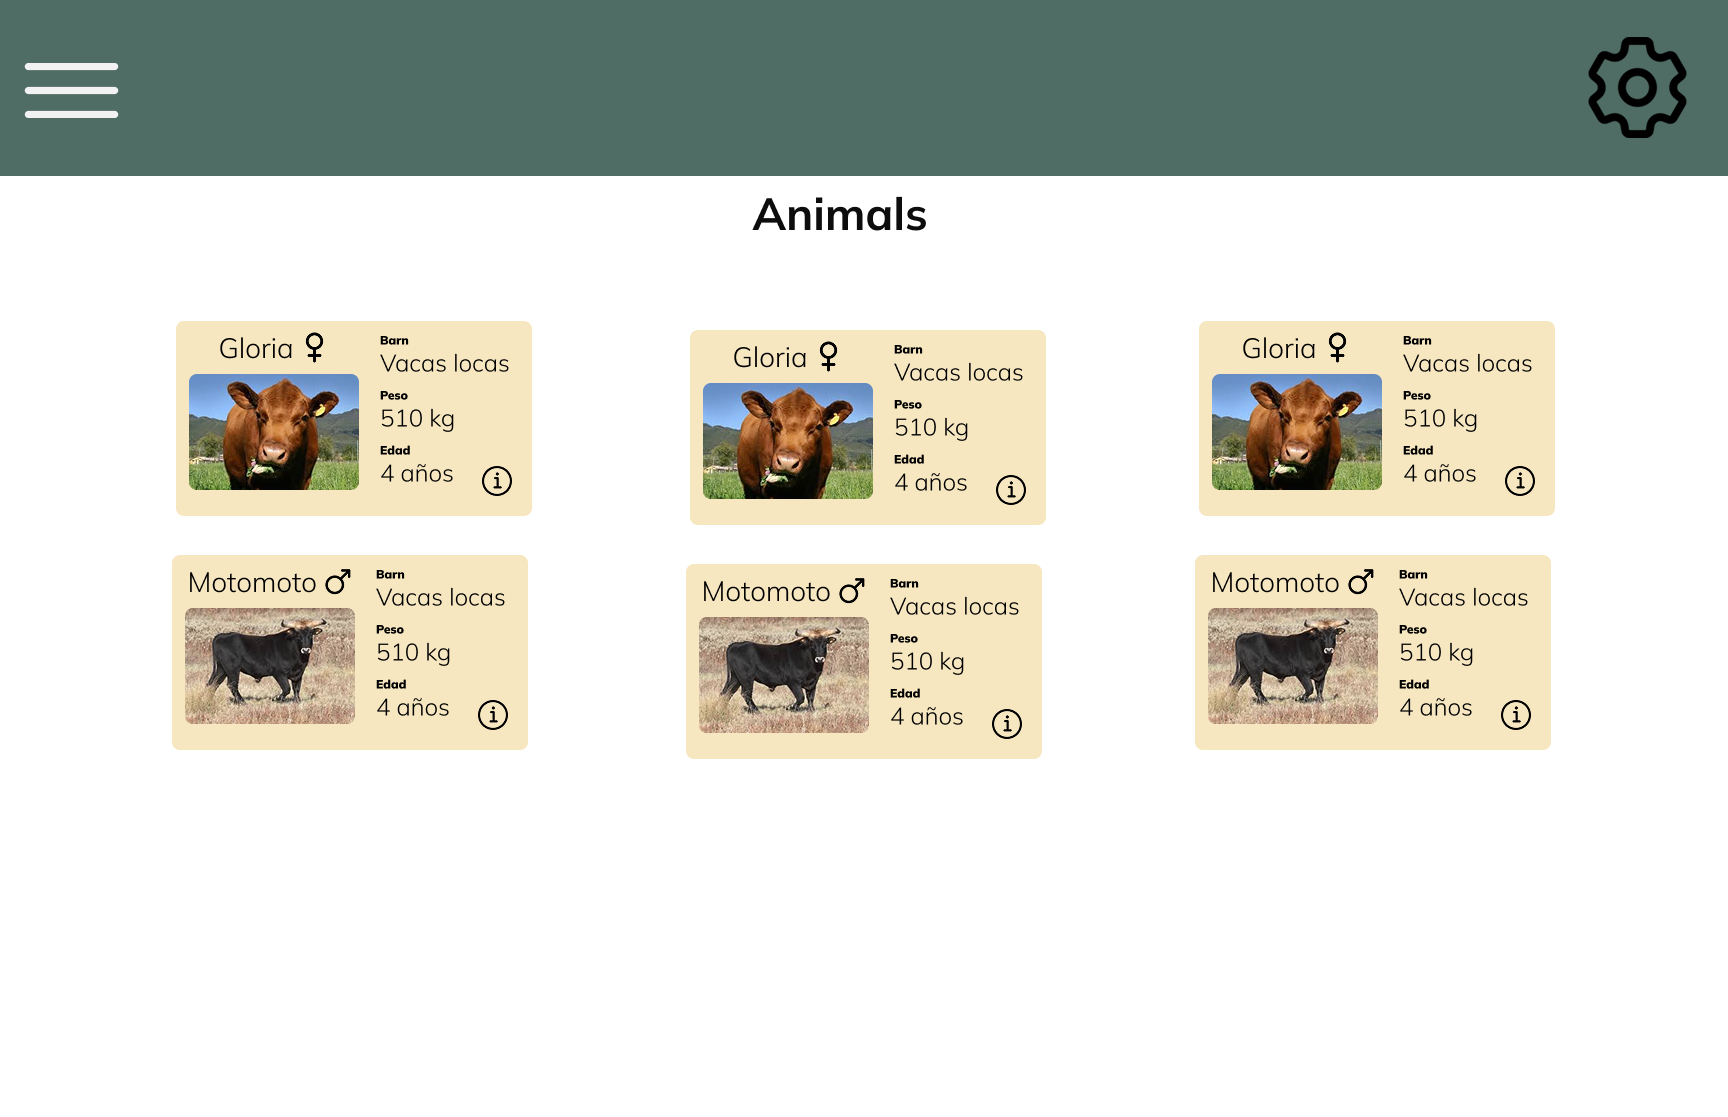 Animals
Gloria
Barn
Vacas locas
Peso
510 kg
Edad
4 años
Gloria
Barn
Vacas locas
Peso
510 kg
Edad
4 años
Gloria
Barn
Vacas locas
Peso
510 kg
Edad
4 años
Motomoto
Barn
Vacas locas
Peso
510 kg
Edad
4 años
Motomoto
Barn
Vacas locas
Peso
510 kg
Edad
4 años
Motomoto
Barn
Vacas locas
Peso
510 kg
Edad
4 años